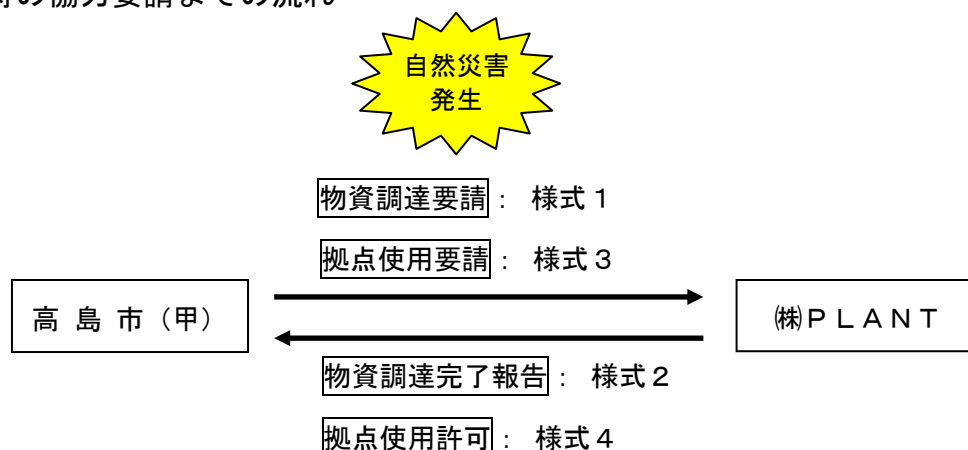 の協力要請までの流れ
自然災害
発生
物資調達要請： 様式１
拠点使用要請： 様式３
高 島 市（甲）
㈱ＰＬＡＮＴ
物資調達完了報告： 様式２
拠点使用許可： 様式４